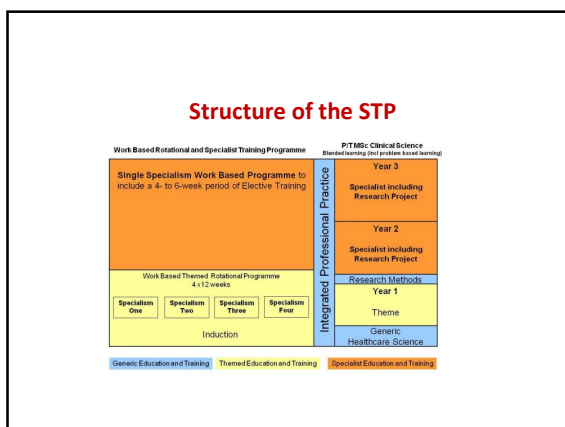 Structure of the STP
Work Based Rotational and Specialist Training Programme
P/T MSc Clinical Science
Blended learning (incl problem based learning)
Single Specialism Work Based Programme to
include a 4- to 6-week period of Elective Training
Work Based Themed Rotational Programme
4 x 12 weeks
Specialism
One
Specialism
Two
Specialism
Three
Specialism
Four
Induction
Integrated Professional Practice
Year 3
Specialist including
Research Project
Year 2
Specialist including
Research Project
Research Methods
Year 1
Theme
Generic
Healthcare Science
Generic Education and Training
Themed Education and Training
Specialist Education and Training